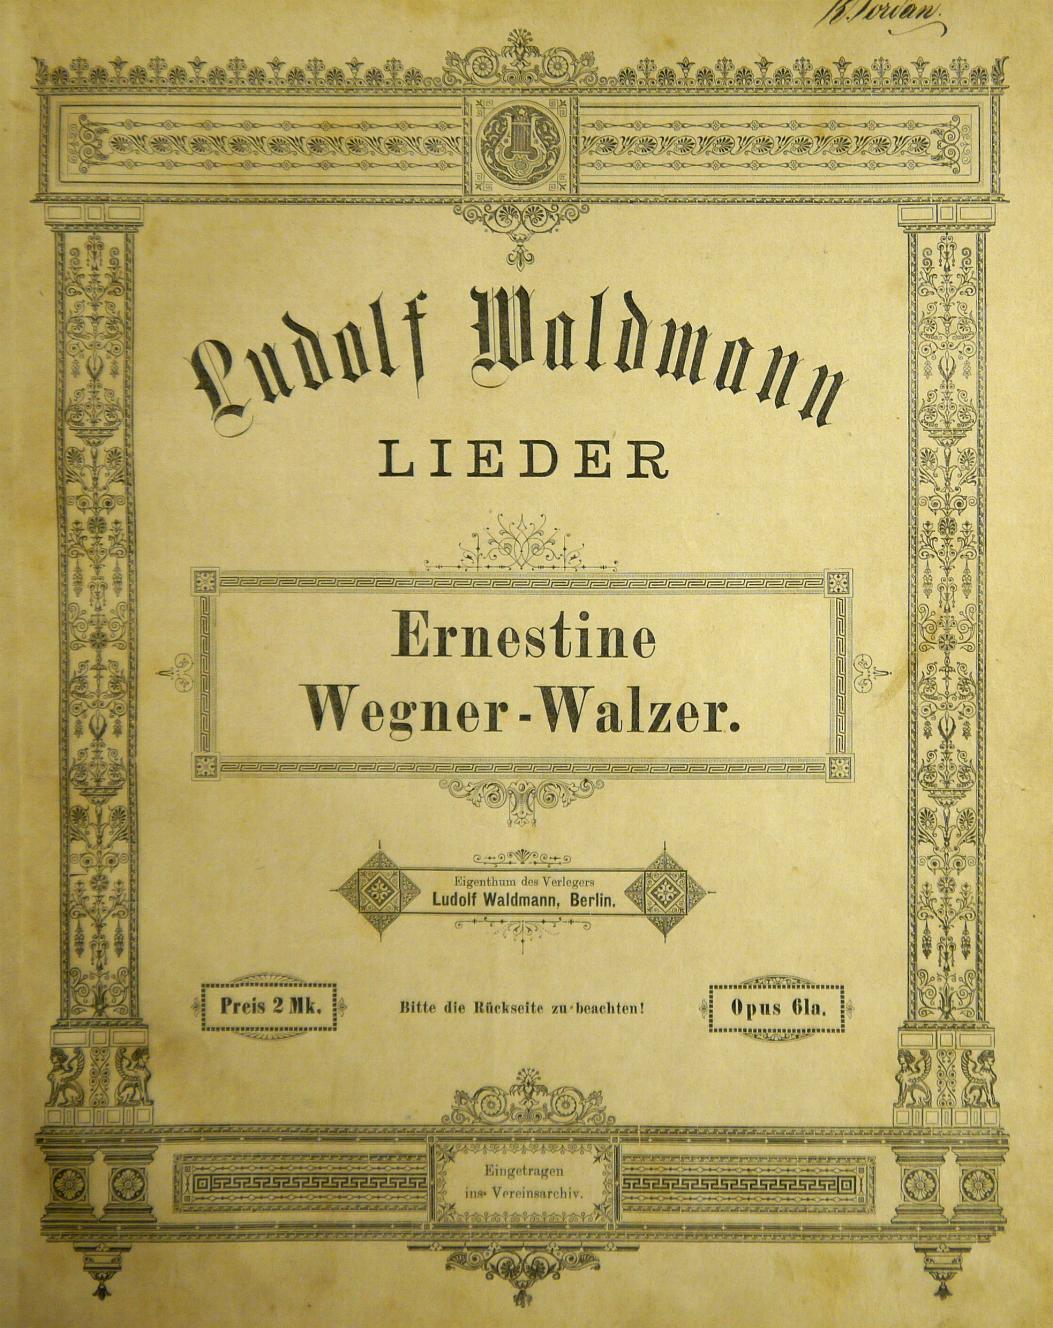 B. Jordan.
Ludolf Waldmann
LIEDER
Ernestine
Wegner-Walzer.
Eigenthum des Verlegers
Ludolf Waldmann, Berlin.
Preis 2 Mk.
Bitte die Rückseite zu beachten!
Opus 61a.
Eingetragen
ins Vereinsarchiv.